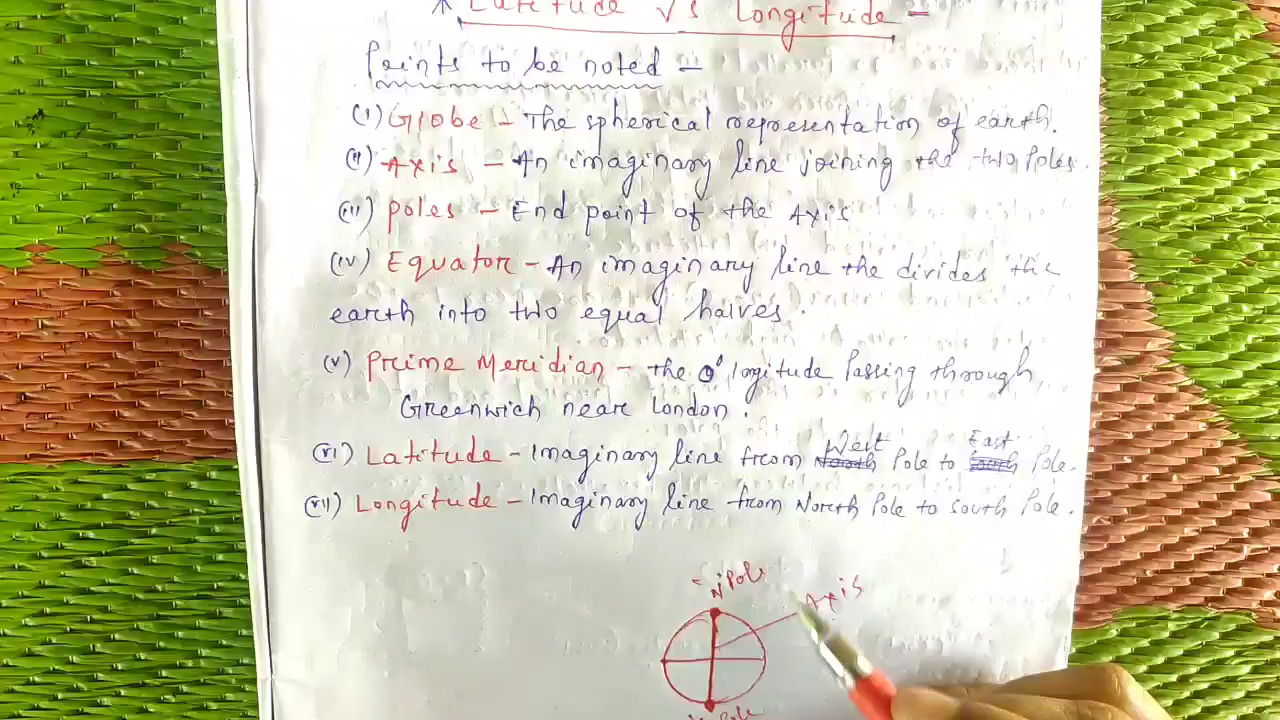 * Latitude Vs Longitude -
Points to be noted -
(i) Globe - The spherical representation of earth.
(ii) Axis - An imaginary line joining the two Poles.
(iii) Poles - End point of the Axis
(iv) Equator - An imaginary line the divides the
earth into two equal halves.
(v) Prime Meridian - the 0° logitude Passing through
Greenwich near London.
(vi) Latitude - Imaginary line from West Pole to East Pole.
(vii) Longitude - Imaginary line from North Pole to South Pole.
N Pole
Axis
Pole